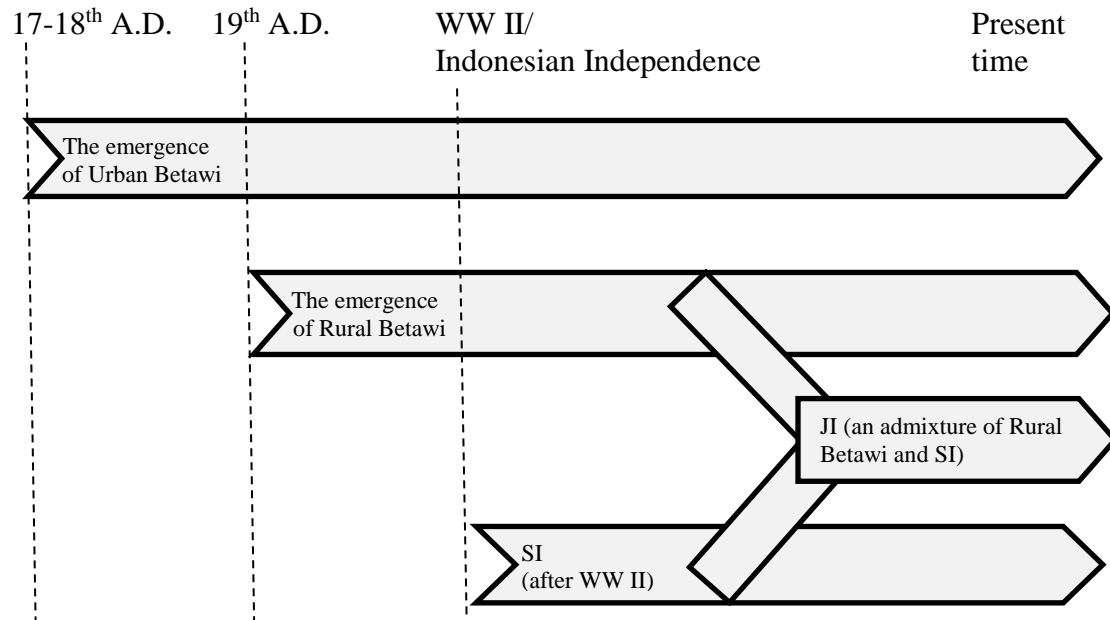 17-18th A.D.
19th A.D.
WW II/
Indonesian Independence
Present
time
The emergence
of Urban Betawi
The emergence
of Rural Betawi
JI (an admixture of Rural
Betawi and SI)
SI
(after WW II)